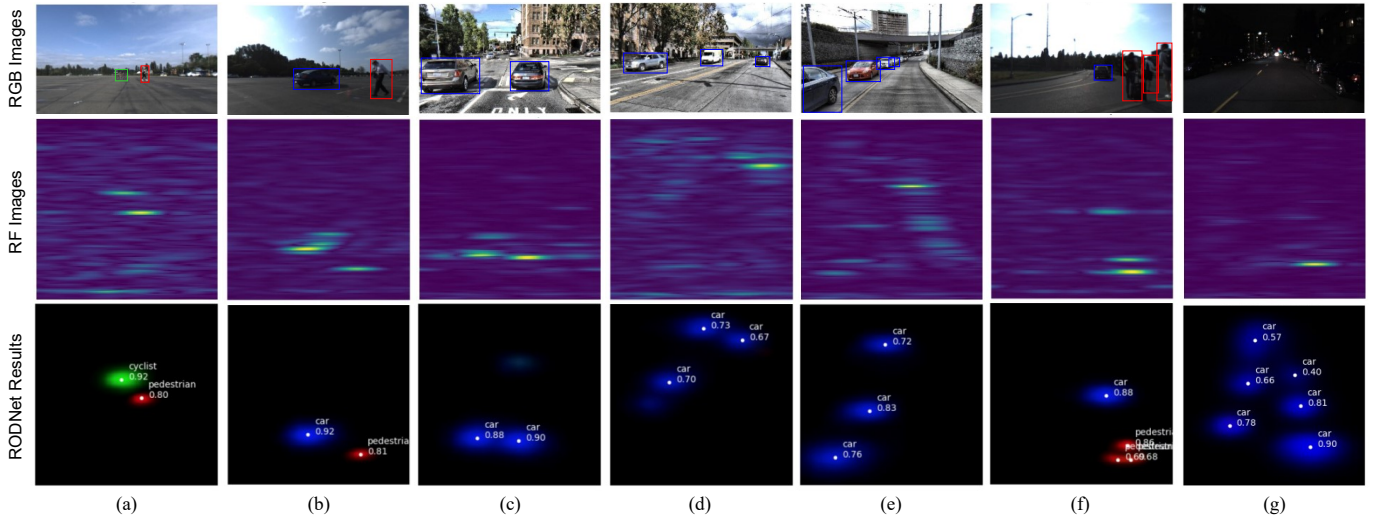 RGB Images
ONLY
RF Images
RODNet Results
cyclist
0.92
pedestrian
0.80
car
0.92
pedestria
0.81
car
0.88
car
0.90
car
0.73
car
0.67
car
0.70
car
0.72
car
0.83
car
0.76
car
0.88
pedestria
0.86
0.68
car
0.57
car
0.66
car
0.40
car
0.81
car
0.78
car
0.90
(a)
(b)
(c)
(d)
(e)
(f)
(g)